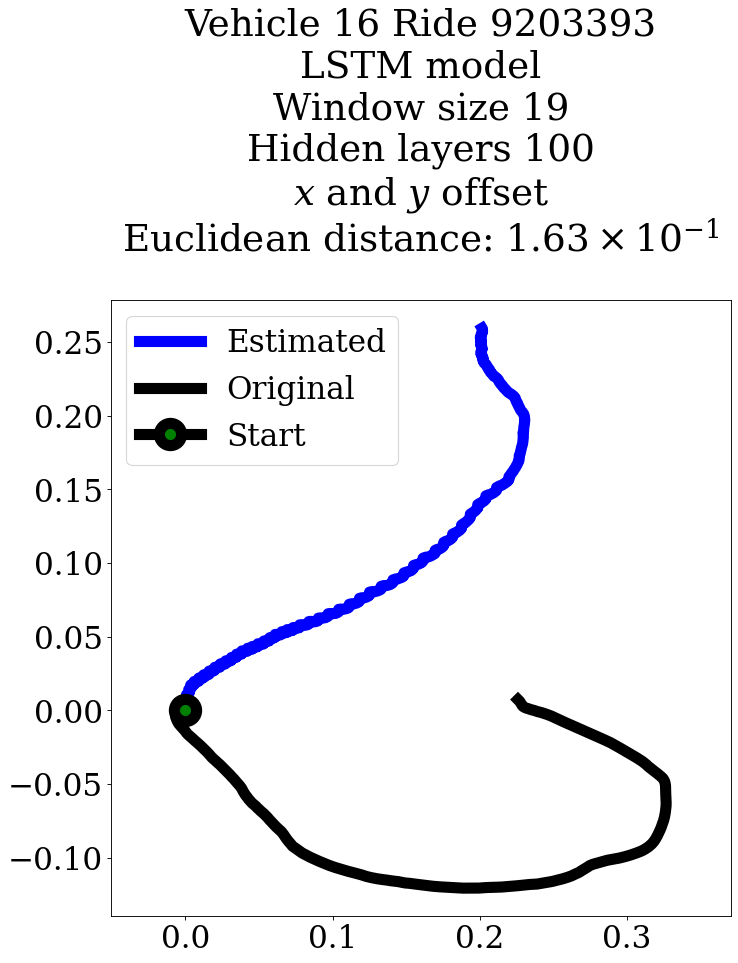 Vehicle 16 Ride 9203393
LSTM model
Window size 19
Hidden layers 100
x and y offset
Euclidean distance: 1.63 × 10⁻¹
Estimated
Original
Start
0.25
0.20
0.15
0.10
0.05
0.00
−0.05
−0.10
0.0 0.1 0.2 0.3